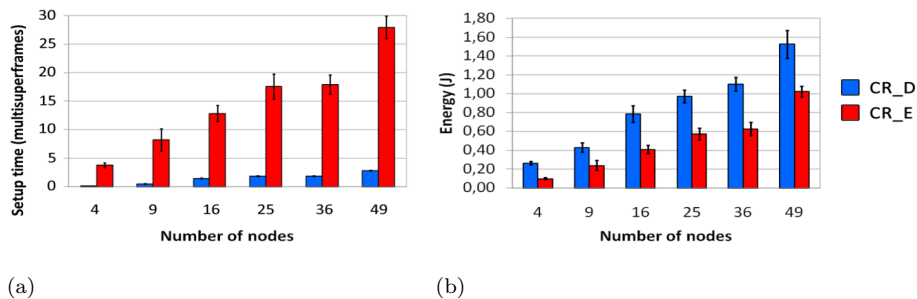 Setup time (multisuperframes)
30
25
20
15
10
5
0
4 9 16 25 36 49
Number of nodes
(a)
Energy (J)
1,80
1,60
1,40
1,20
1,00
0,80
0,60
0,40
0,20
0,00
4 9 16 25 36 49
Number of nodes
(b)
CR_D
CR_E